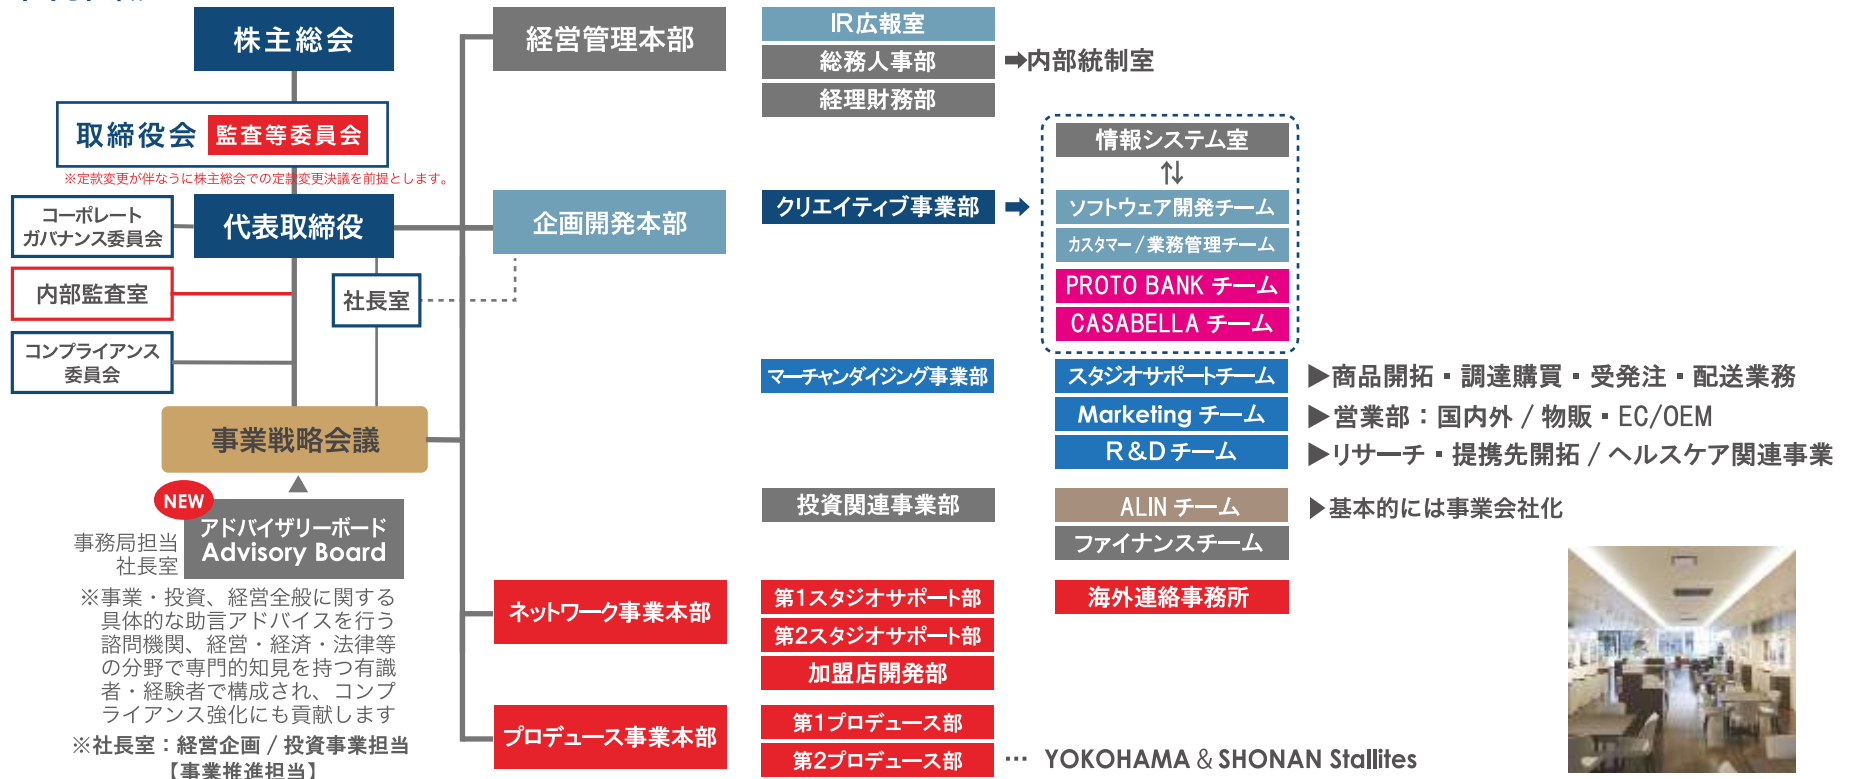 株主総会
取締役会 監査等委員会
※定款変更が伴なうに株主総会での定款変更決議を前提とします。
コーポレート
ガバナンス委員会
代表取締役
内部監査室
社長室
コンプライアンス
委員会
事業戦略会議
NEW
アドバイザリーボード
Advisory Board
事務局担当
社長室
※事業・投資、経営全般に関する
具体的な助言アドバイスを行う
諮問機関、経営・経済・法律等
の分野で専門的知見を持つ有識
者・経験者で構成され、コンプ
ライアンス強化にも貢献します
※社長室：経営企画 / 投資事業担当
【事業推進担当】
経営管理本部
IR広報室
総務人事部 ➡内部統制室
経理財務部
企画開発本部
クリエイティブ事業部 ➡
情報システム室
⇅
ソフトウェア開発チーム
カスタマー / 業務管理チーム
PROTO BANK チーム
CASABELLA チーム
マーチャンダイジング事業部
スタジオサポートチーム ▶商品開拓・調達購買・受発注・配送業務
Marketing チーム ▶営業部：国内外 / 物販・EC/OEM
R&Dチーム ▶リサーチ・提携先開拓 / ヘルスケア関連事業
投資関連事業部
ALIN チーム ▶基本的には事業会社化
ファイナンスチーム
ネットワーク事業本部
第1スタジオサポート部
第2スタジオサポート部
加盟店開発部
海外連絡事務所
プロデュース事業本部
第1プロデュース部
第2プロデュース部 … YOKOHAMA & SHONAN Stallites